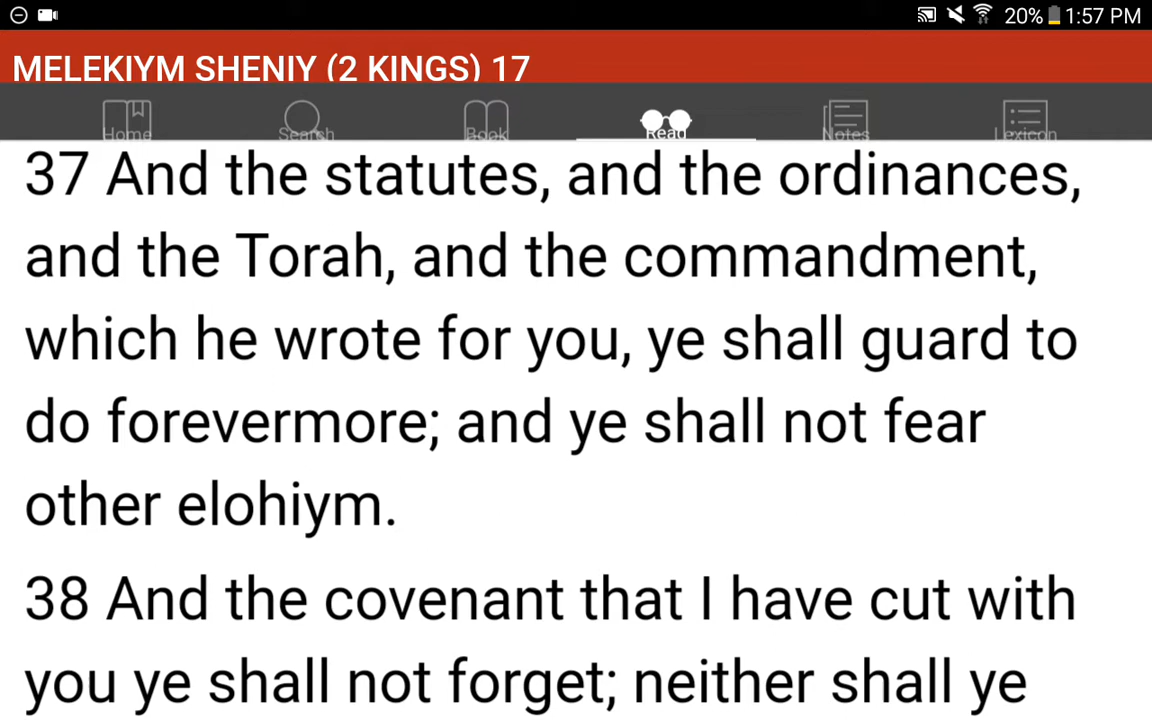 20% 1:57 PM
MELEKIYM SHENIY (2 KINGS) 17
Home Search Book Read Notes Lexicon
37 And the statutes, and the ordinances,
and the Torah, and the commandment,
which he wrote for you, ye shall guard to
do forevermore; and ye shall not fear
other elohiym.
38 And the covenant that I have cut with
you ye shall not forget; neither shall ye